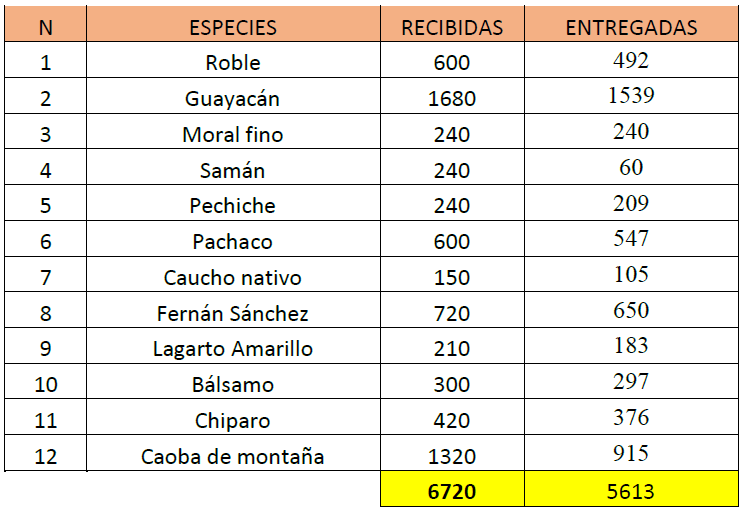 N ESPECIES RECIBIDAS ENTREGADAS
1 Roble 600 492
2 Guayacán 1680 1539
3 Moral fino 240 240
4 Samán 240 60
5 Pechiche 240 209
6 Pachaco 600 547
7 Caucho nativo 150 105
8 Fernán Sánchez 720 650
9 Lagarto Amarillo 210 183
10 Bálsamo 300 297
11 Chiparo 420 376
12 Caoba de montaña 1320 915
6720 5613